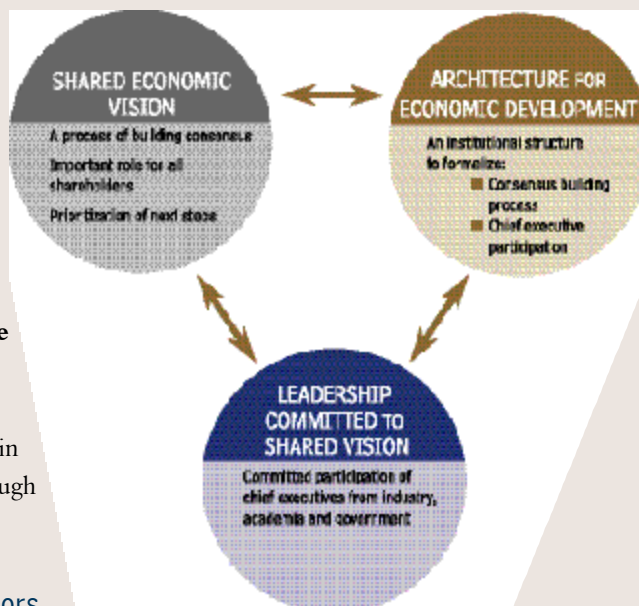 SHARED ECONOMIC
VISION
A process of building consensus
Important role for all
shareholders
Prioritization of next steps
ARCHITECTURE FOR
ECONOMIC DEVELOPMENT
An institutional structure
to formalize:
Consensus building
process
Chief executive
participation
LEADERSHIP
COMMITTED TO
SHARED VISION
Committed participation of
chief executives from industry,
academia and government
in